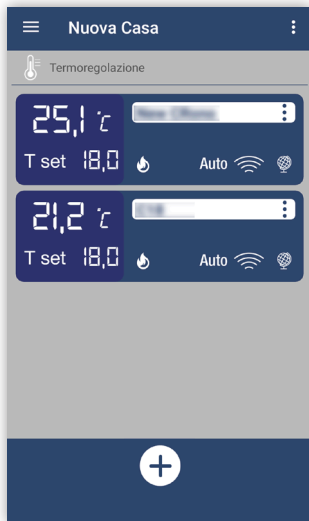 Nuova Casa
Termoregolazione
25,1 °C
T set 18,0 Auto
21,2 °C
T set 18,0 Auto